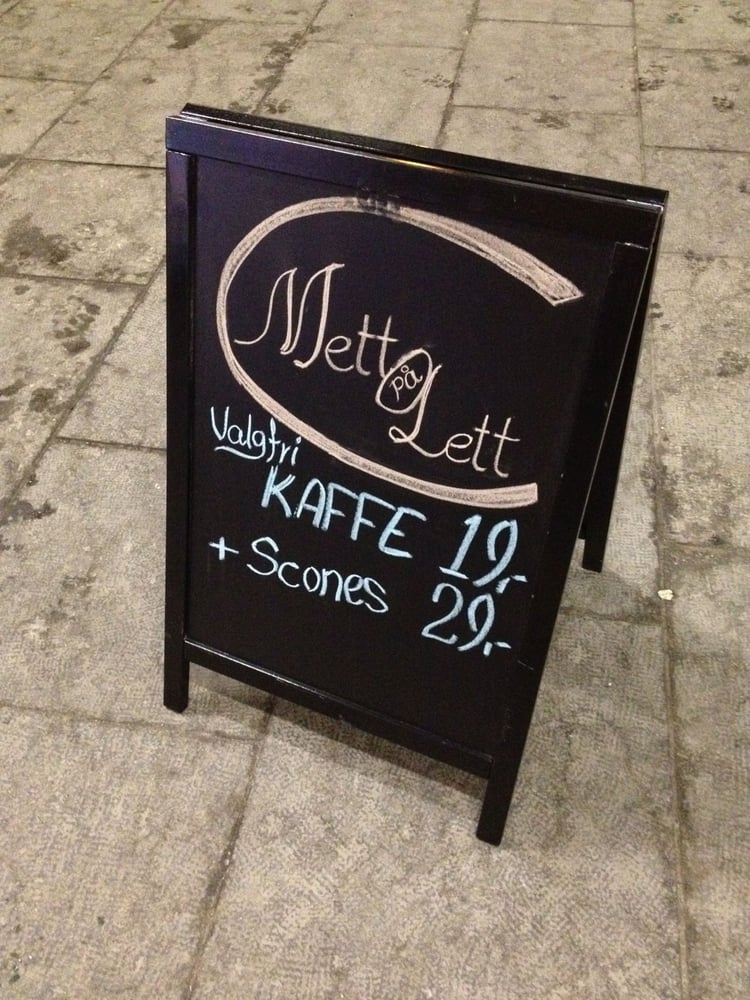 Mett på Lett
Valgfri
KAFFE 19,-
+ Scones 29,-